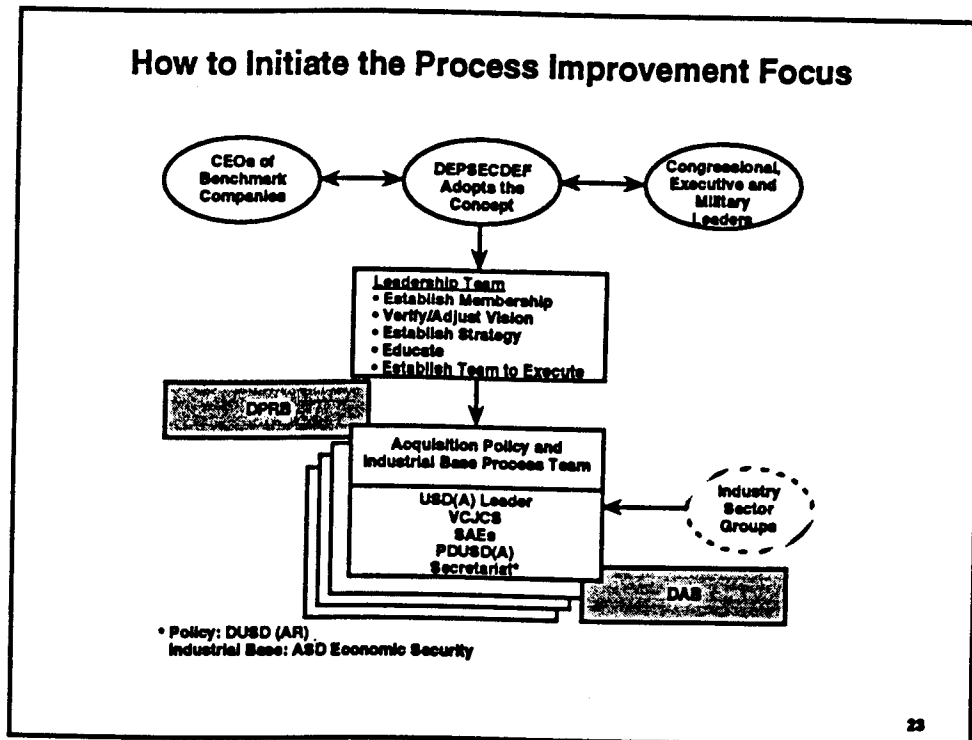 How to Initiate the Process Improvement Focus
CEOs of
Benchmark
Companies
DEPSECDEF
Adopts the
Concept
Congressional,
Executive and
Military
Leaders
Leadership Team
• Establish Membership
• Verify/Adjust Vision
• Establish Strategy
• Educate
• Establish Team to Execute
DPRB
Acquisition Policy and
Industrial Base Process Team
USD(A) Leader
VCJCS
SAEs
PDUSD(A)
Secretariat*
Industry
Sector
Groups
DAB
* Policy: DUSD (AR)
Industrial Base: ASD Economic Security
23